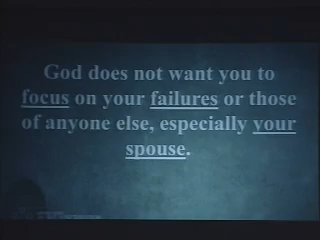 God does not want you to
focus on your failures or those
of anyone else, especially your
spouse.